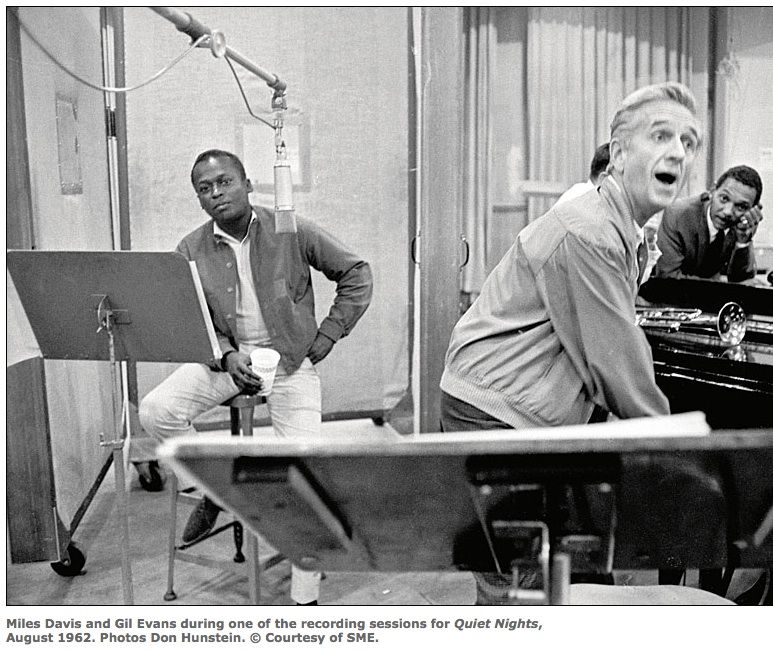 Miles Davis and Gil Evans during one of the recording sessions for Quiet Nights,
August 1962. Photos Don Hunstein. © Courtesy of SME.